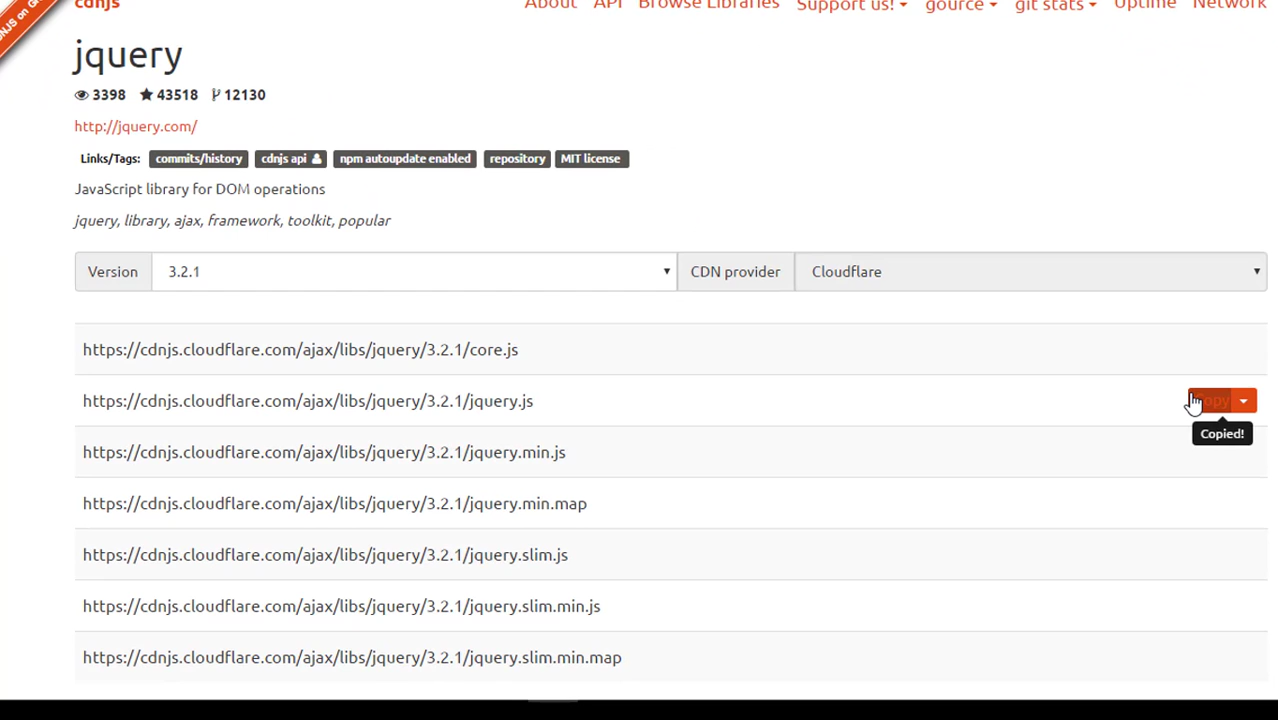 cdnjs About API Browse Libraries Support us! gource git stats Uptime Network
jquery
3398 43518 12130
http://jquery.com/
Links/Tags: commits/history cdnjs api npm autoupdate enabled repository MIT license
JavaScript library for DOM operations
jquery, library, ajax, framework, toolkit, popular
Version 3.2.1 CDN provider Cloudflare
https://cdnjs.cloudflare.com/ajax/libs/jquery/3.2.1/core.js
https://cdnjs.cloudflare.com/ajax/libs/jquery/3.2.1/jquery.js
Copied!
https://cdnjs.cloudflare.com/ajax/libs/jquery/3.2.1/jquery.min.js
https://cdnjs.cloudflare.com/ajax/libs/jquery/3.2.1/jquery.min.map
https://cdnjs.cloudflare.com/ajax/libs/jquery/3.2.1/jquery.slim.js
https://cdnjs.cloudflare.com/ajax/libs/jquery/3.2.1/jquery.slim.min.js
https://cdnjs.cloudflare.com/ajax/libs/jquery/3.2.1/jquery.slim.min.map